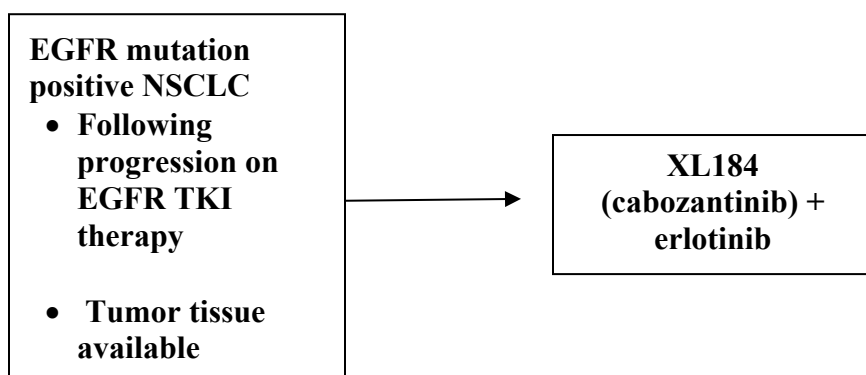 EGFR mutation
positive NSCLC
• Following
progression on
EGFR TKI
therapy
• Tumor tissue
available
XL184
(cabozantinib) +
erlotinib